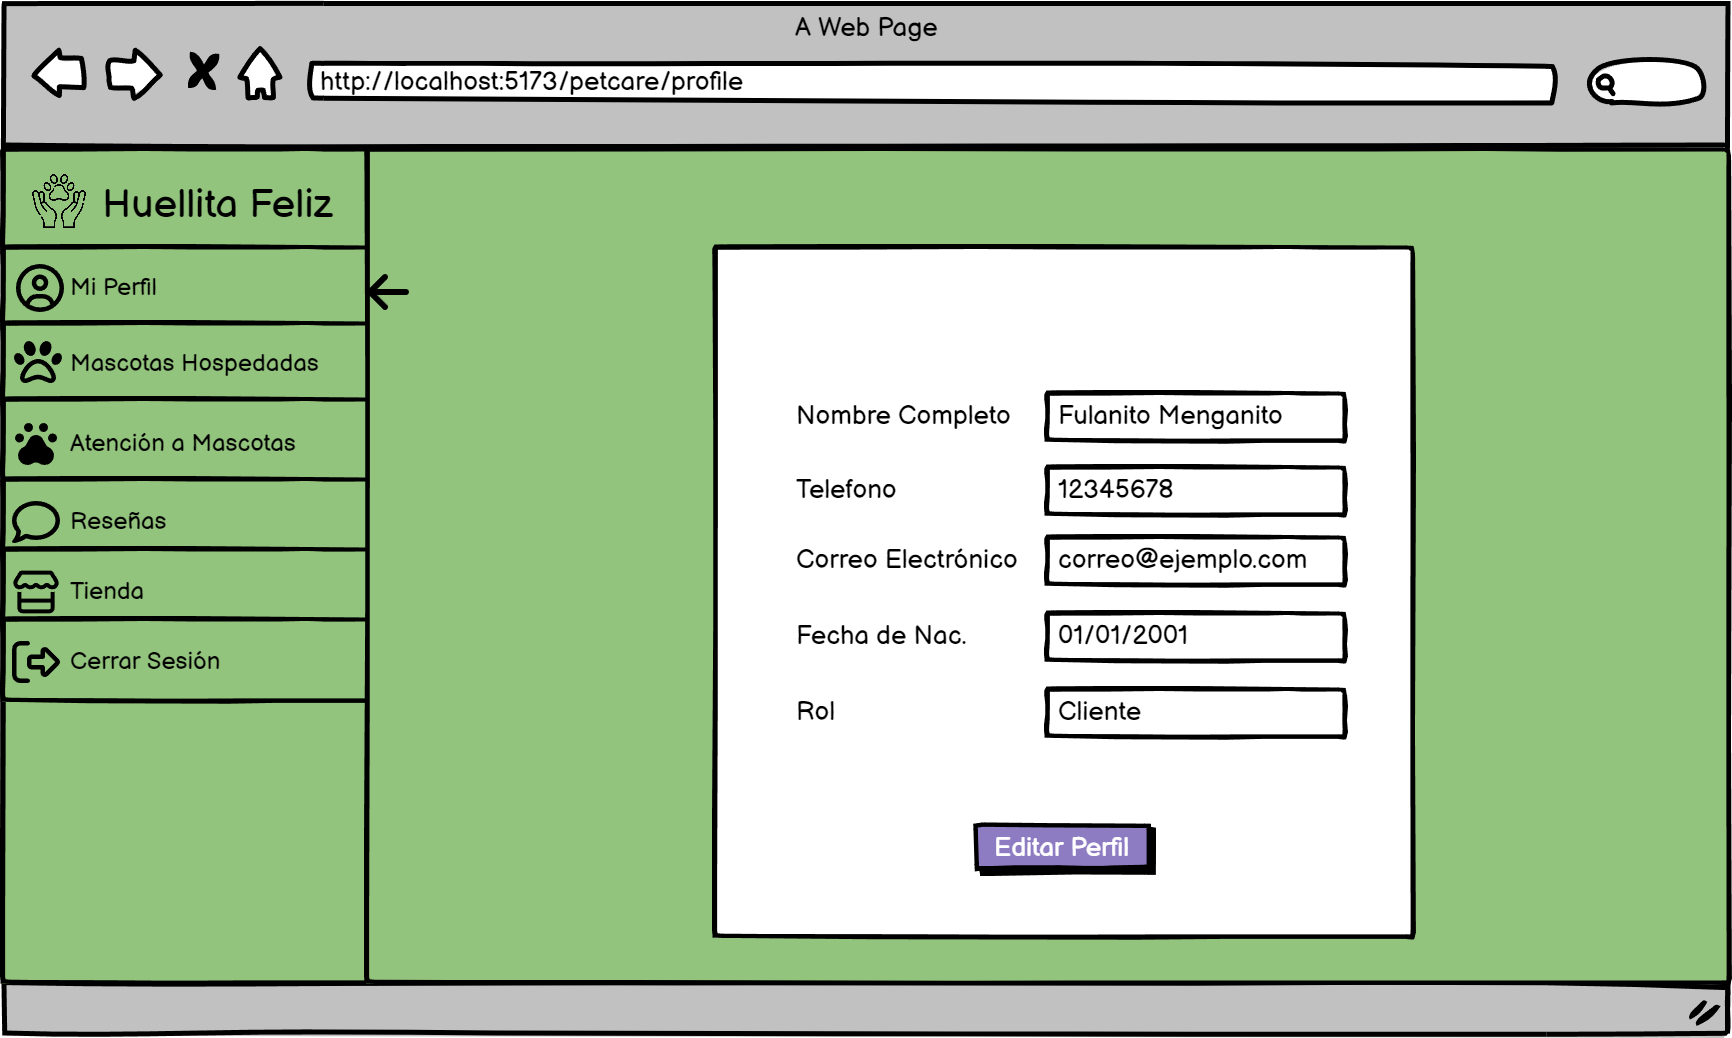 A Web Page
http://localhost:5173/petcare/profile
Huellita Feliz
Mi Perfil
Mascotas Hospedadas
Atención a Mascotas
Reseñas
Tienda
Cerrar Sesión
Nombre Completo Fulanito Menganito
Telefono 12345678
Correo Electrónico correo@ejemplo.com
Fecha de Nac. 01/01/2001
Rol Cliente
Editar Perfil